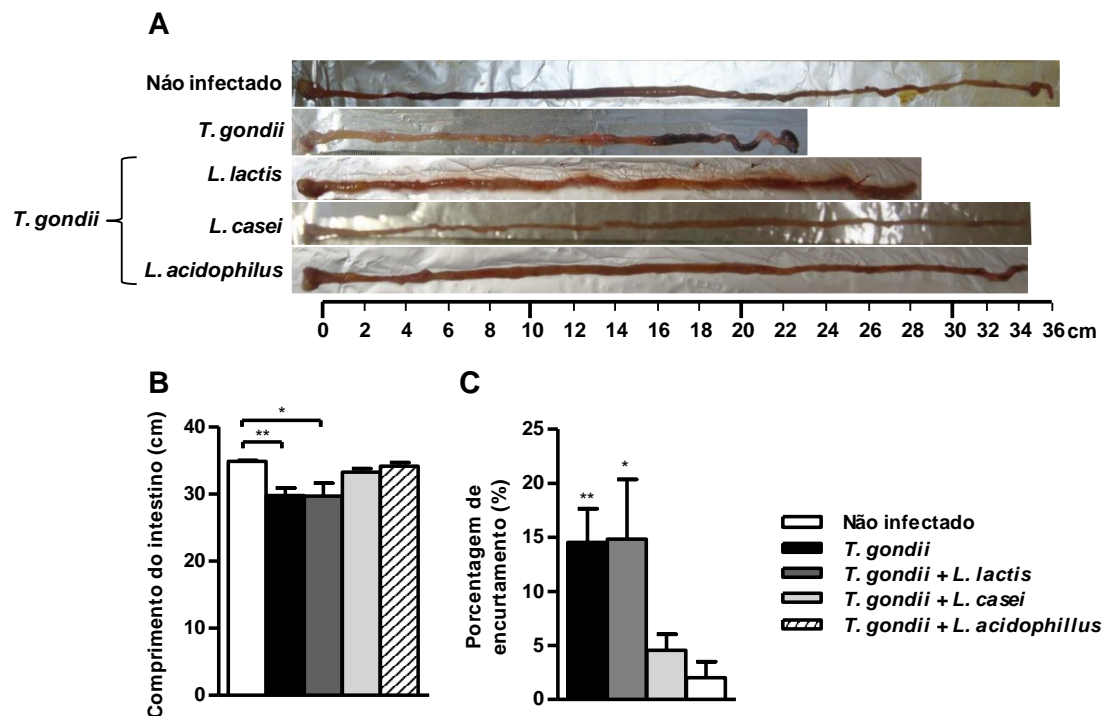 A
Náo infectado
T. gondii
L. lactis
T. gondii
L. casei
L. acidophilus
0 2 4 6 8 10 12 14 16 18 20 22 24 26 28 30 32 34 36 cm
B
Comprimento do intestino (cm)
40
30
20
10
0
*
**
C
Porcentagem de
encurtamento (%)
25
20
15
10
5
0
**
*
Não infectado
T. gondii
T. gondii + L. lactis
T. gondii + L. casei
T. gondii + L. acidophillus